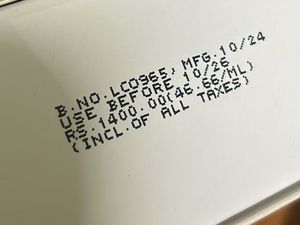 B.NO.LC0965, MFG.10/24
USE BEFORE 10/26
RS.1400.00(46.66/ML)
(INCL.OF ALL TAXES)